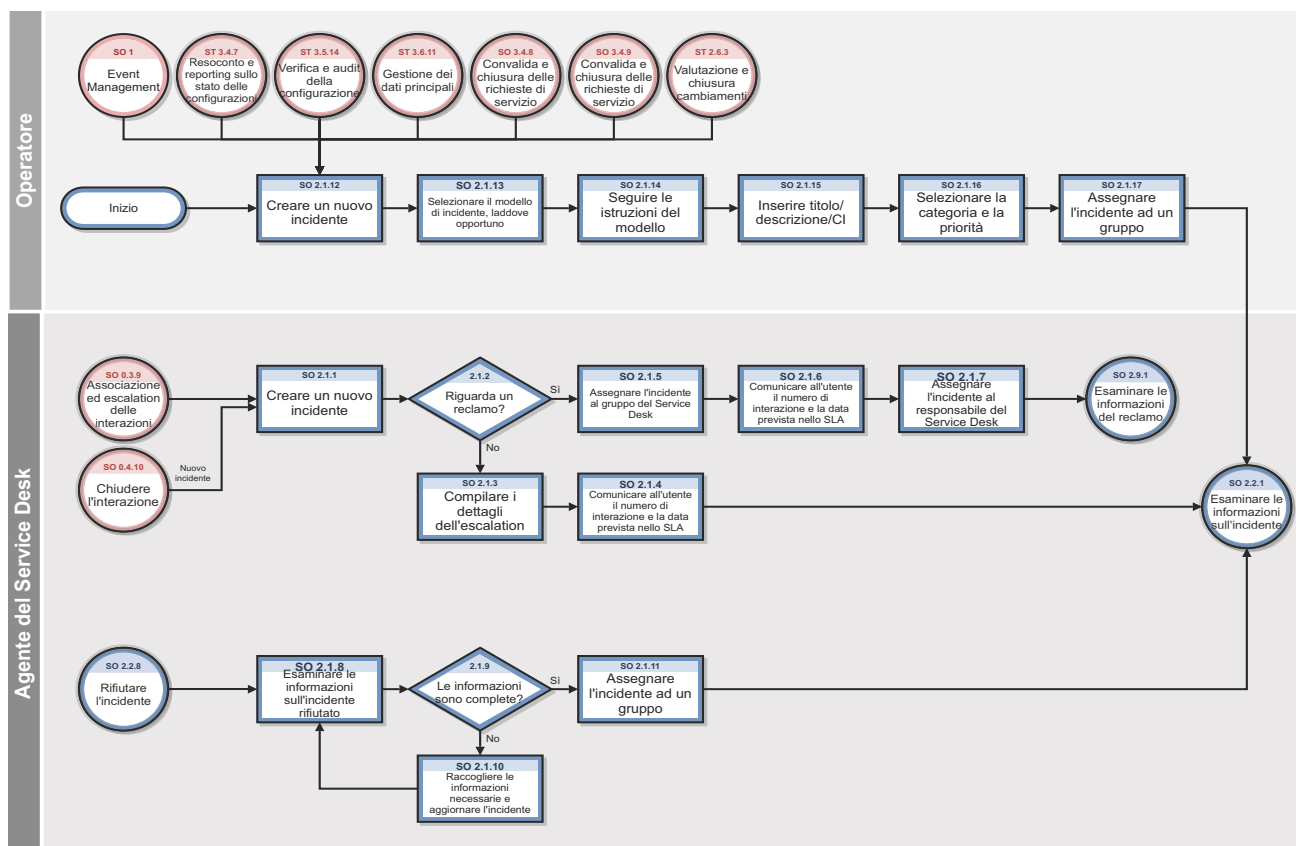 Operatore
SO 1
Event
Management
ST 3.4.7
Resoconto e
reporting sullo
stato delle
configurazioni
ST 3.5.14
Verifica e audit
della
configurazione
ST 3.6.11
Gestione dei
dati principali
SO 3.4.8
Convalida e
chiusura delle
richieste di
servizio
SO 3.4.9
Convalida e
chiusura delle
richieste di
servizio
ST 2.6.3
Valutazione e
chiusura
cambiamenti
Inizio
SO 2.1.12
Creare un nuovo
incidente
SO 2.1.13
Selezionare il modello
di incidente, laddove
opportuno
SO 2.1.14
Seguire le
istruzioni del
modello
SO 2.1.15
Inserire titolo/
descrizione/CI
SO 2.1.16
Selezionare la
categoria e la
priorità
SO 2.1.17
Assegnare
l'incidente ad un
gruppo
Agente del Service Desk
SO 0.3.9
Associazione
ed escalation
delle
interazioni
SO 0.4.10
Chiudere
l'interazione
Nuovo
incidente
SO 2.1.1
Creare un nuovo
incidente
2.1.2
Riguarda un
reclamo?
Sì
No
SO 2.1.5
Assegnare l'incidente
al gruppo del Service
Desk
SO 2.1.6
Comunicare all'utente
il numero di
interazione e la data
prevista nello SLA
SO 2.1.7
Assegnare
l'incidente al
responsabile del
Service Desk
SO 2.9.1
Esaminare le
informazioni
del reclamo
SO 2.1.3
Compilare i
dettagli
dell'escalation
SO 2.1.4
Comunicare all'utente
il numero di
interazione e la data
prevista nello SLA
SO 2.2.1
Esaminare le
informazioni
sull'incidente
SO 2.2.8
Rifiutare
l'incidente
SO 2.1.8
Esaminare le
informazioni
sull'incidente
rifiutato
2.1.9
Le informazioni
sono complete?
Sì
No
SO 2.1.11
Assegnare
l'incidente ad un
gruppo
SO 2.1.10
Raccogliere le
informazioni
necessarie e
aggiornare l'incidente